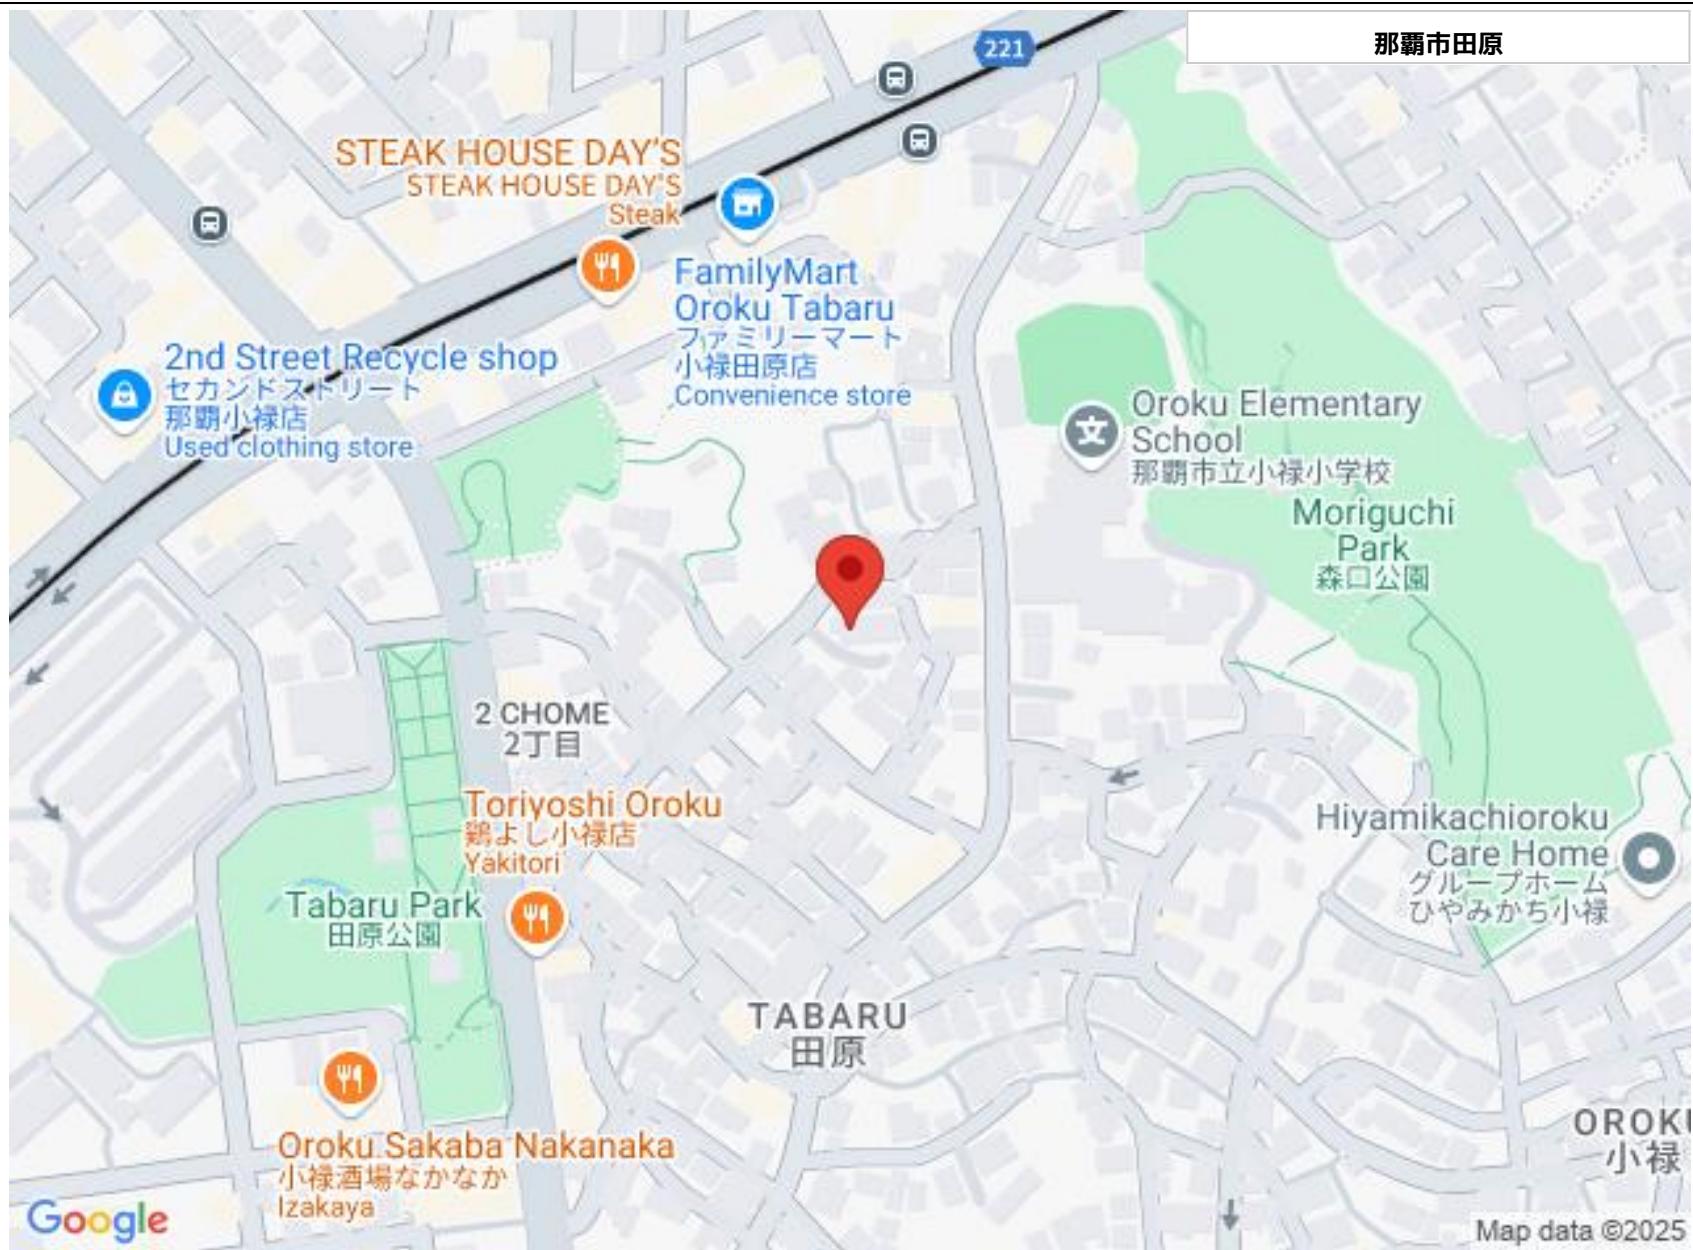 那覇市田原
221
STEAK HOUSE DAY'S
STEAK HOUSE DAY'S
Steak
FamilyMart
Oroku Tabaru
ファミリーマート
小禄田原店
Convenience store
2nd Street Recycle shop
セカンドストリート
那覇小禄店
Used clothing store
Oroku Elementary
School
那覇市立小禄小学校
文
Moriguchi
Park
森口公園
2 CHOME
2丁目
Toriyoshi Oroku
鶏よし小禄店
Yakitori
Tabaru Park
田原公園
Hiyamikachioroku
Care Home
グループホーム
ひやみかち小禄
TABARU
田原
Oroku Sakaba Nakanaka
小禄酒場なかなか
Izakaya
OROKU
小禄
Google
Map data ©2025